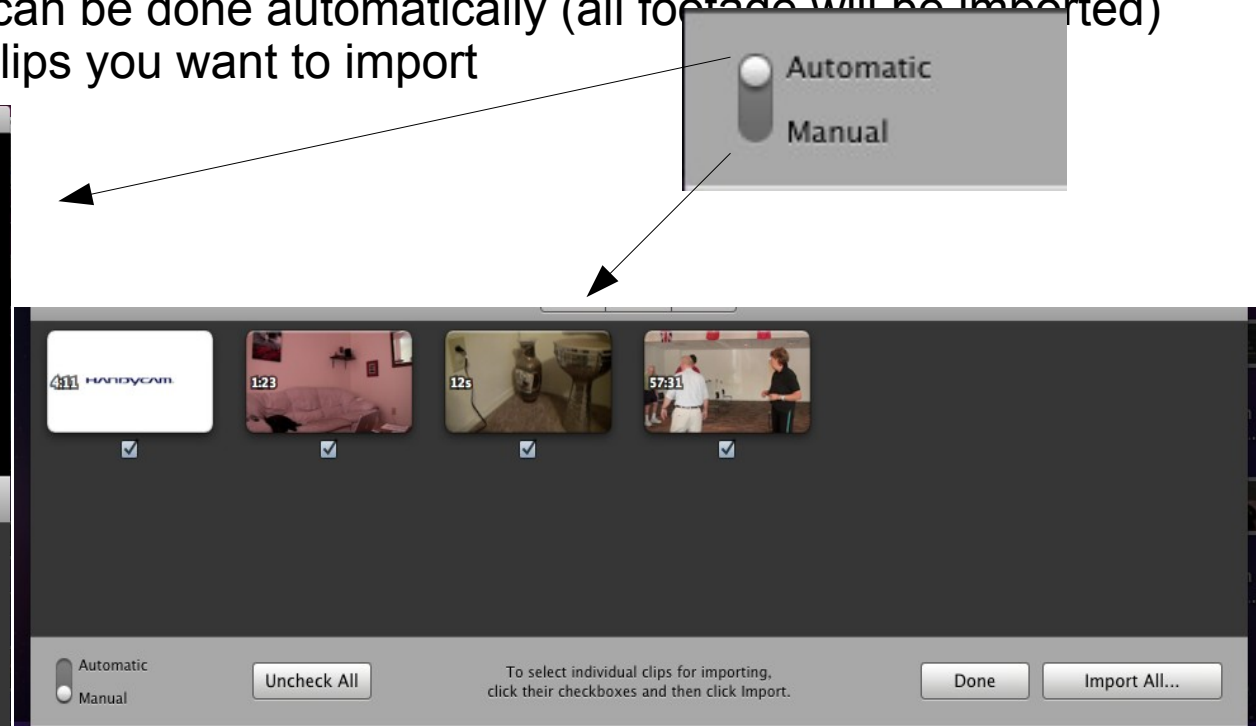 can be done automatically (all footage will be imported)
lips you want to import
Automatic
Manual
4:11 HANDYCAM
1:23
12s
57:31
Automatic
Manual
Uncheck All
To select individual clips for importing,
click their checkboxes and then click Import.
Done
Import All...